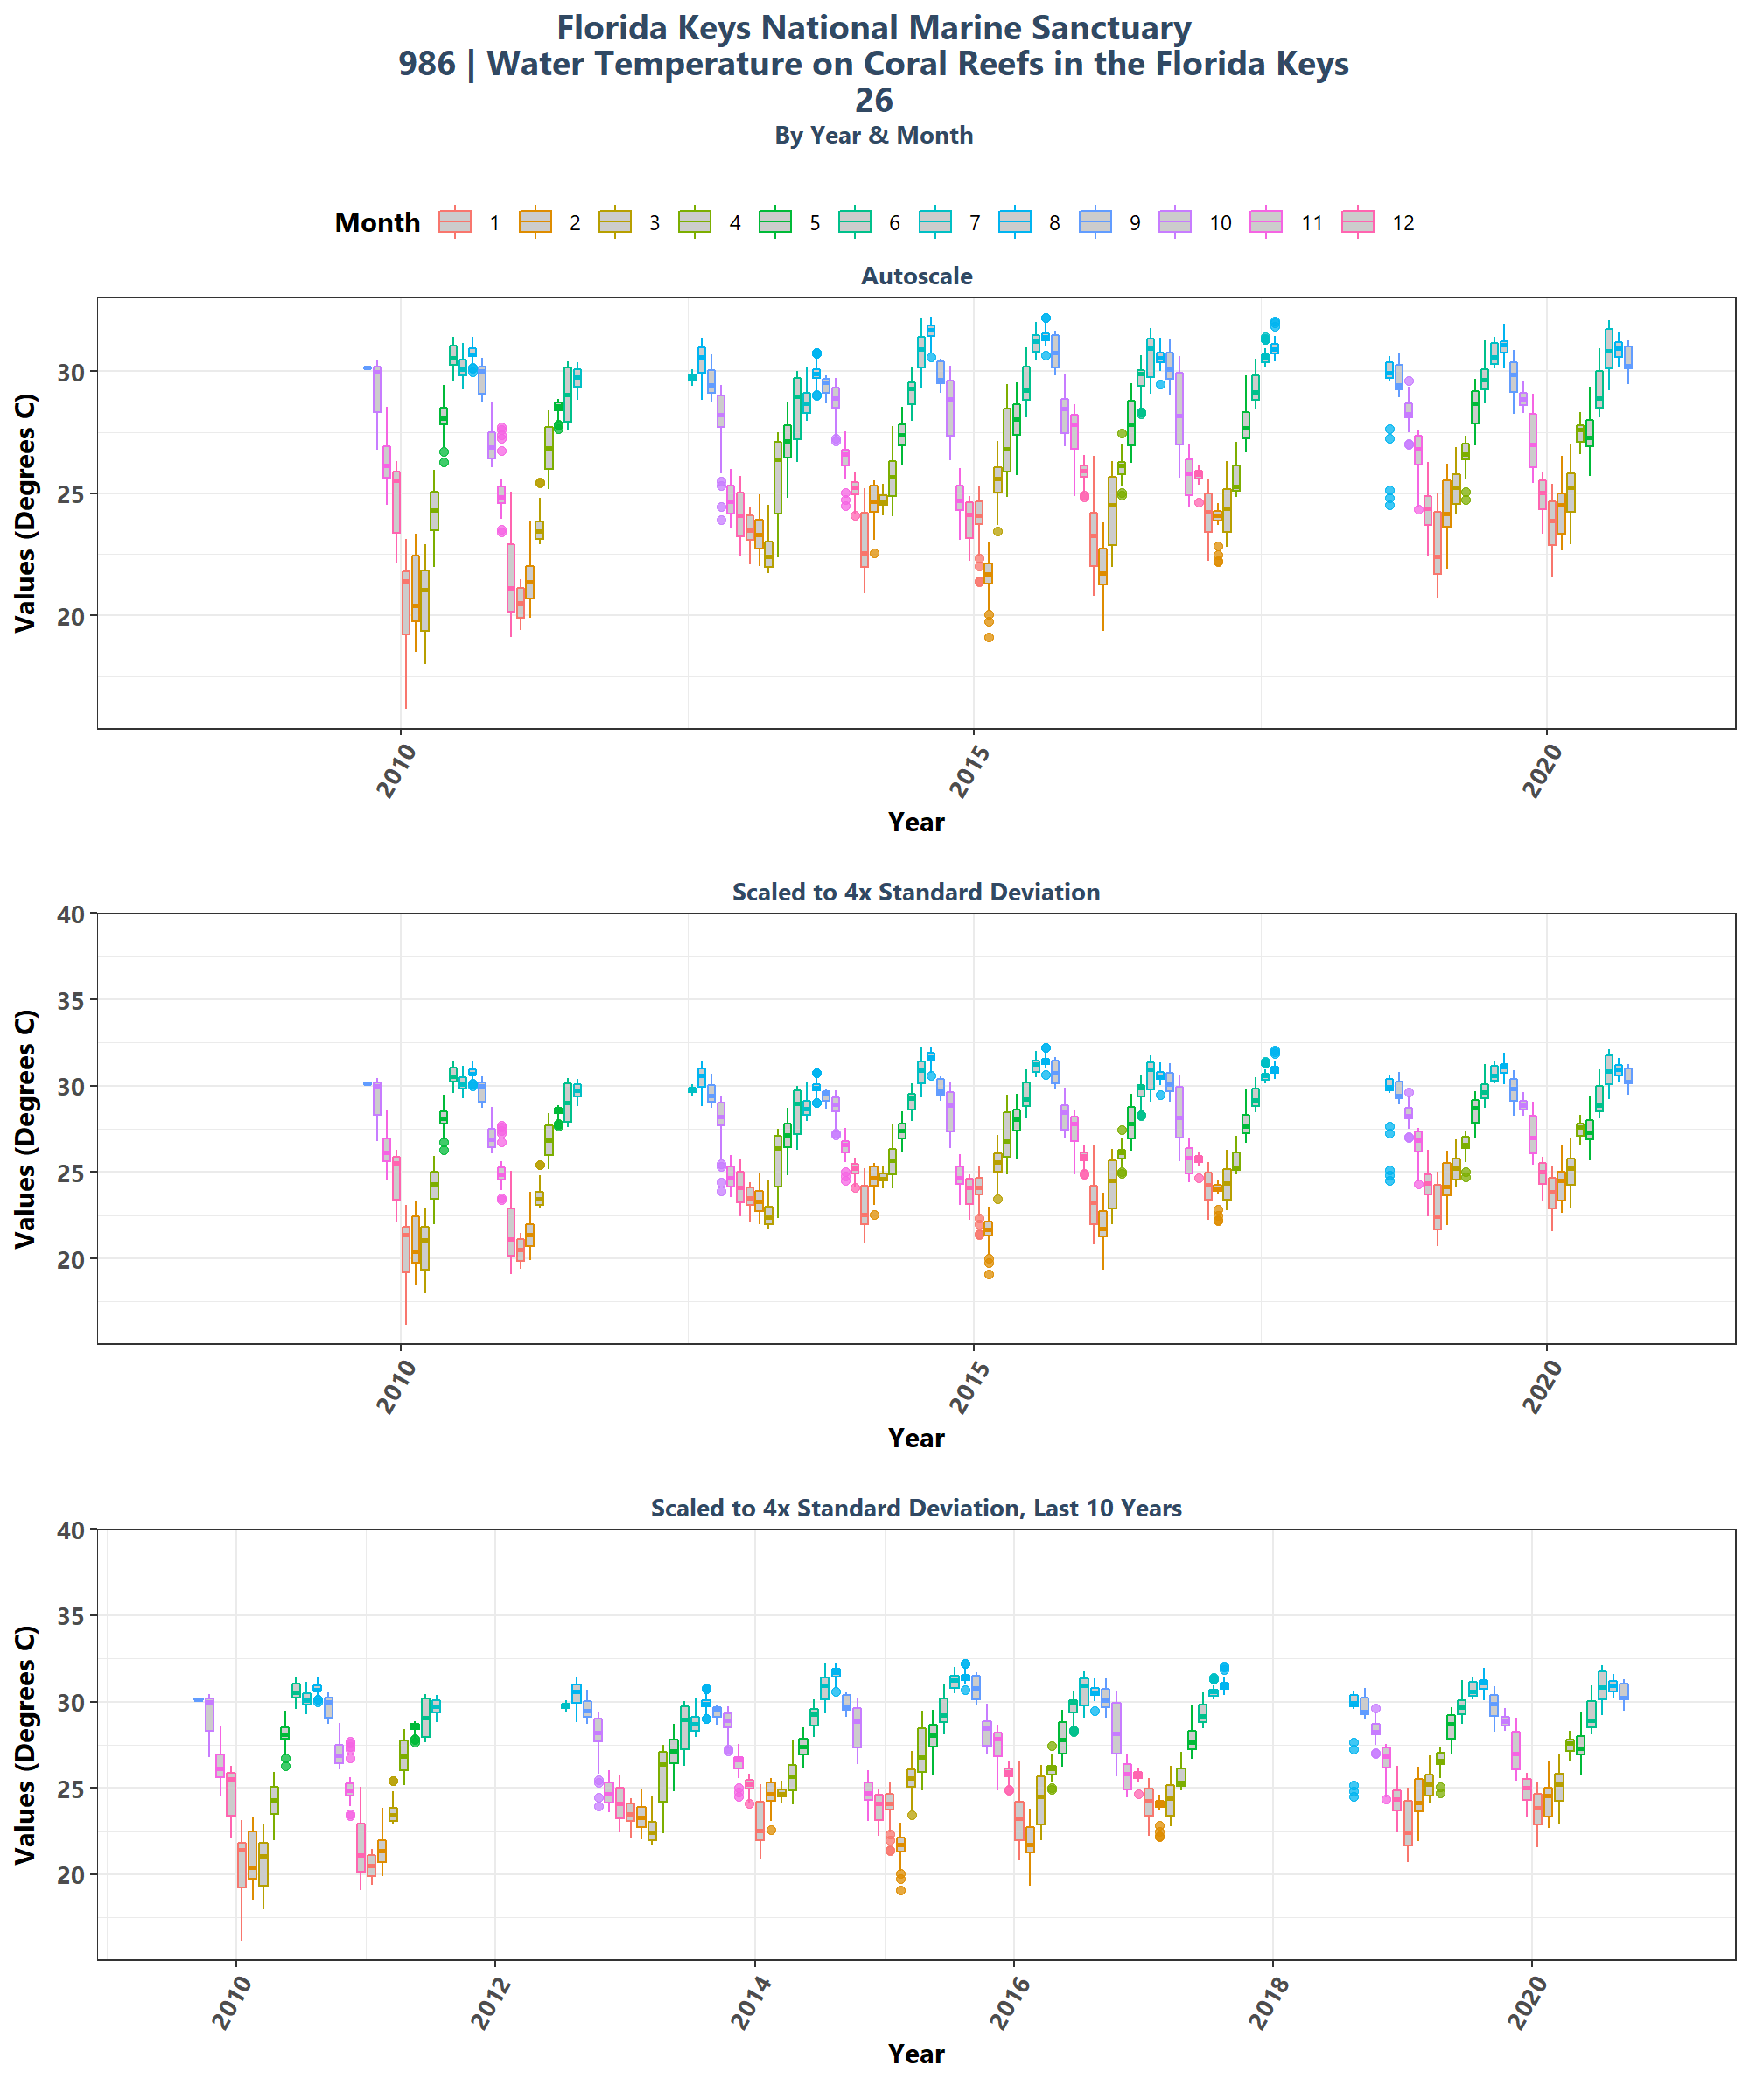 Florida Keys National Marine Sanctuary
986 | Water Temperature on Coral Reefs in the Florida Keys
26
By Year & Month
Month 1 2 3 4 5 6 7 8 9 10 11 12
Autoscale
Values (Degrees C)
30
25
20
2010 2015 2020
Year
Scaled to 4x Standard Deviation
Values (Degrees C)
40
35
30
25
20
2010 2015 2020
Year
Scaled to 4x Standard Deviation, Last 10 Years
Values (Degrees C)
40
35
30
25
20
2010 2012 2014 2016 2018 2020
Year